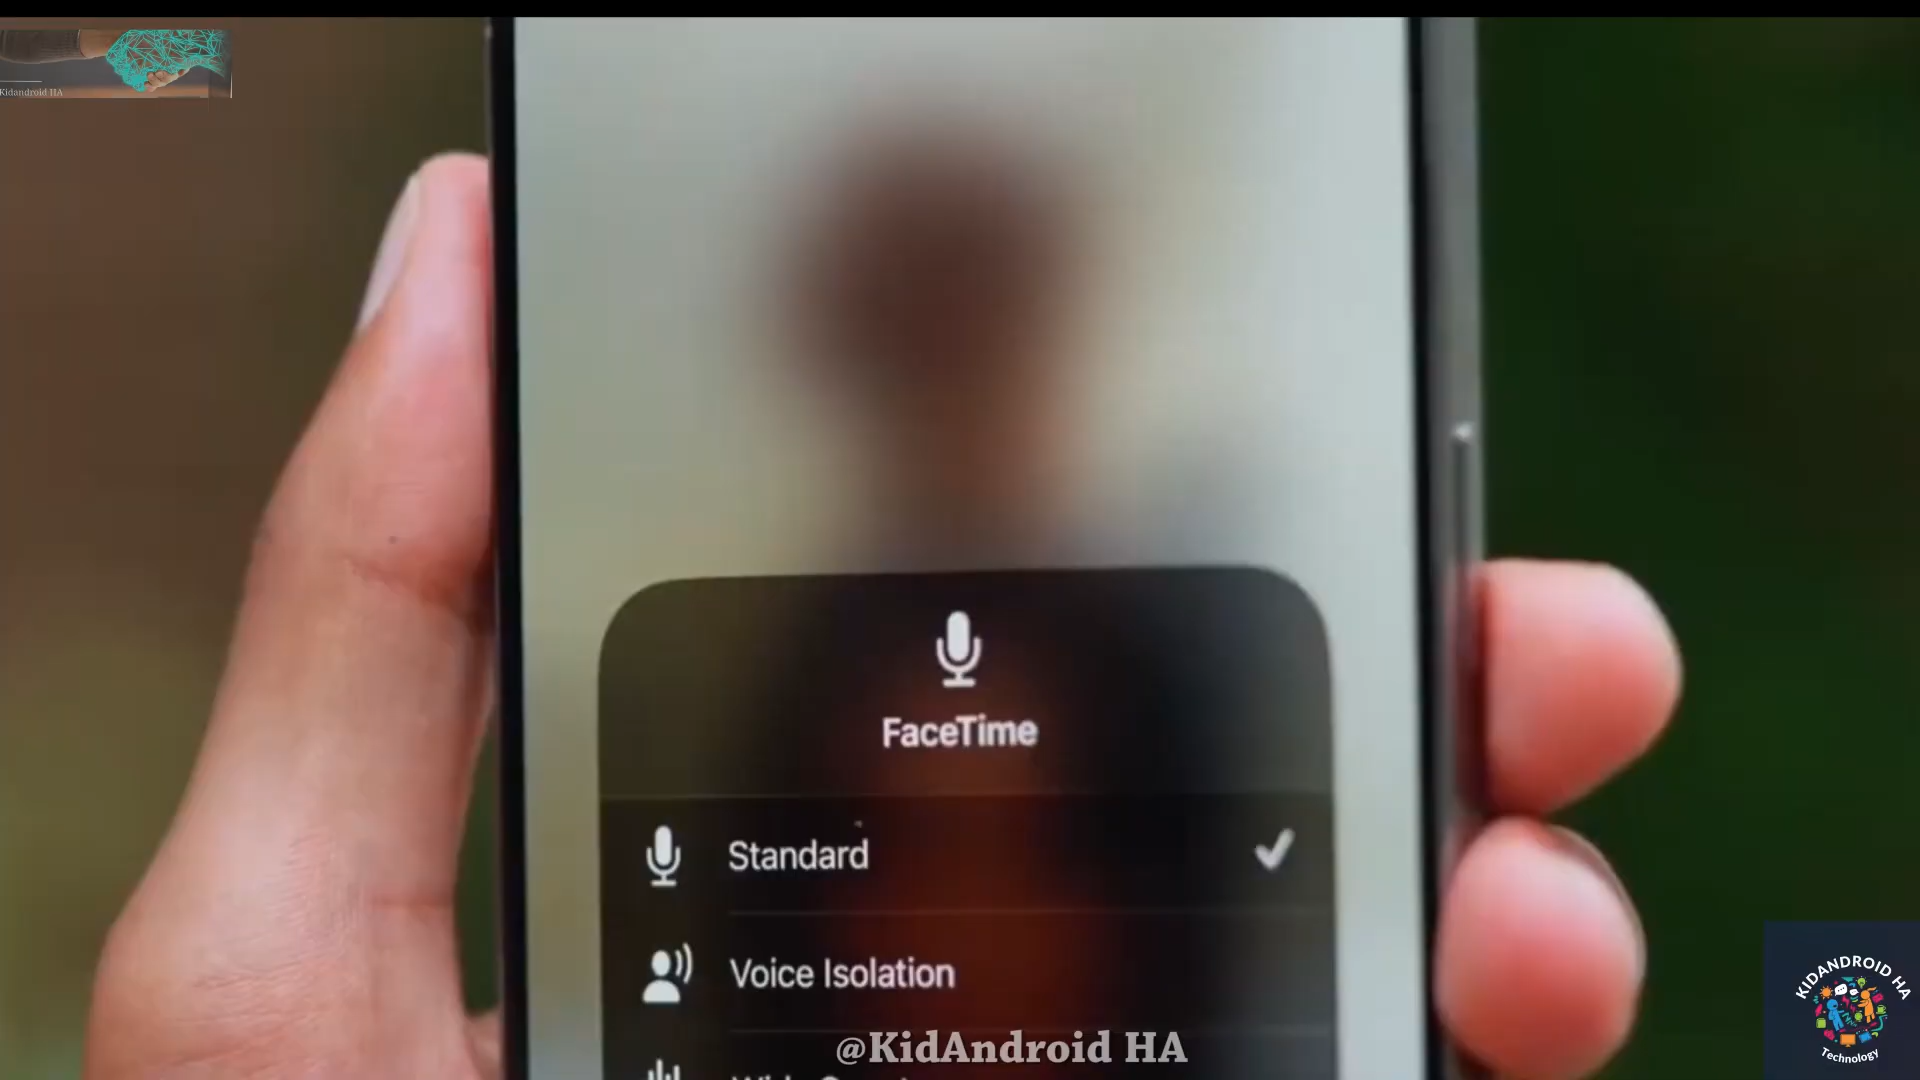 Kidandroid HA
FaceTime
Standard
Voice Isolation
@KidAndroid HA
KIDANDROID HA
Technology